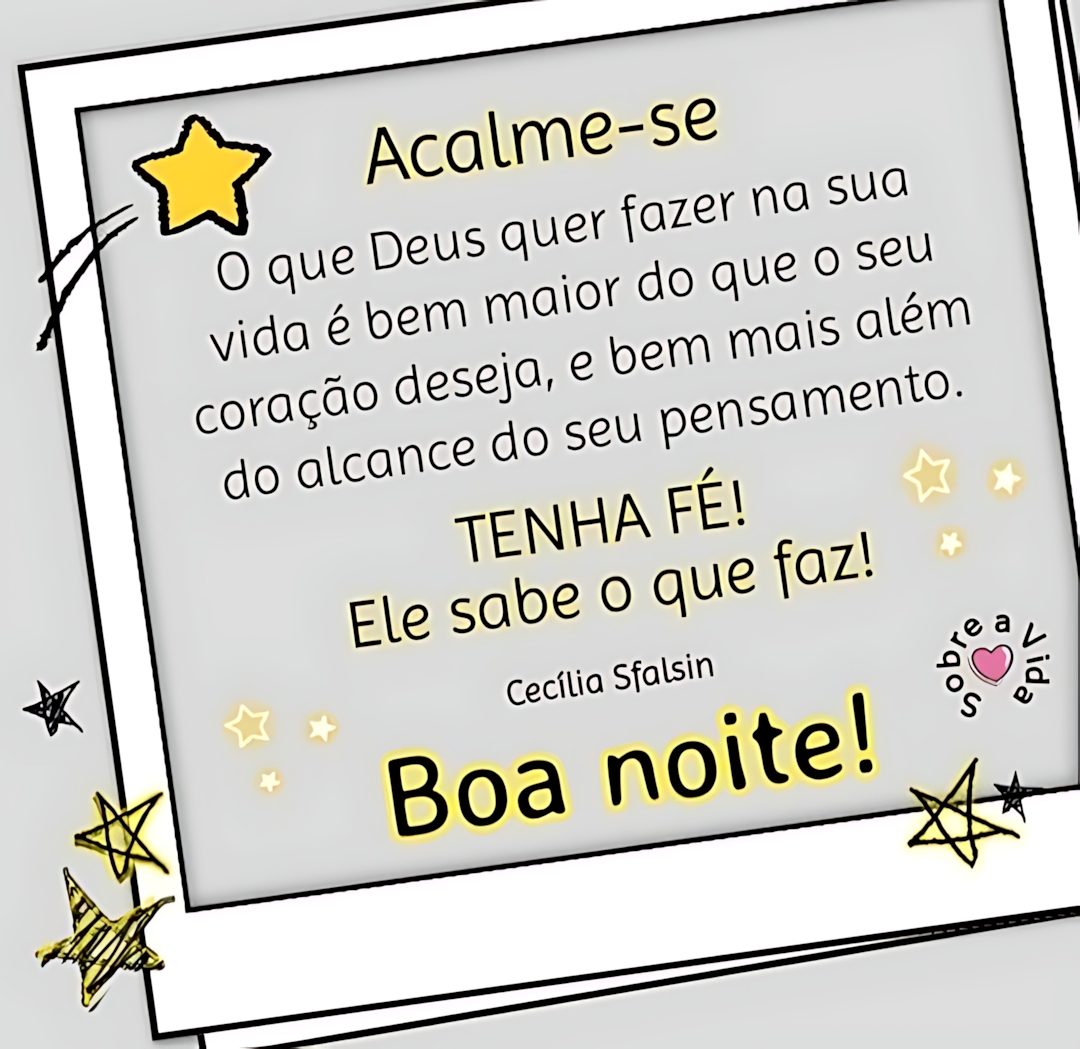 Acalme-se
O que Deus quer fazer na sua
vida é bem maior do que o seu
coração deseja, e bem mais além
do alcance do seu pensamento.
TENHA FÉ!
Ele sabe o que faz!
Cecília Sfalsin
Sobre a Vida
Boa noite!